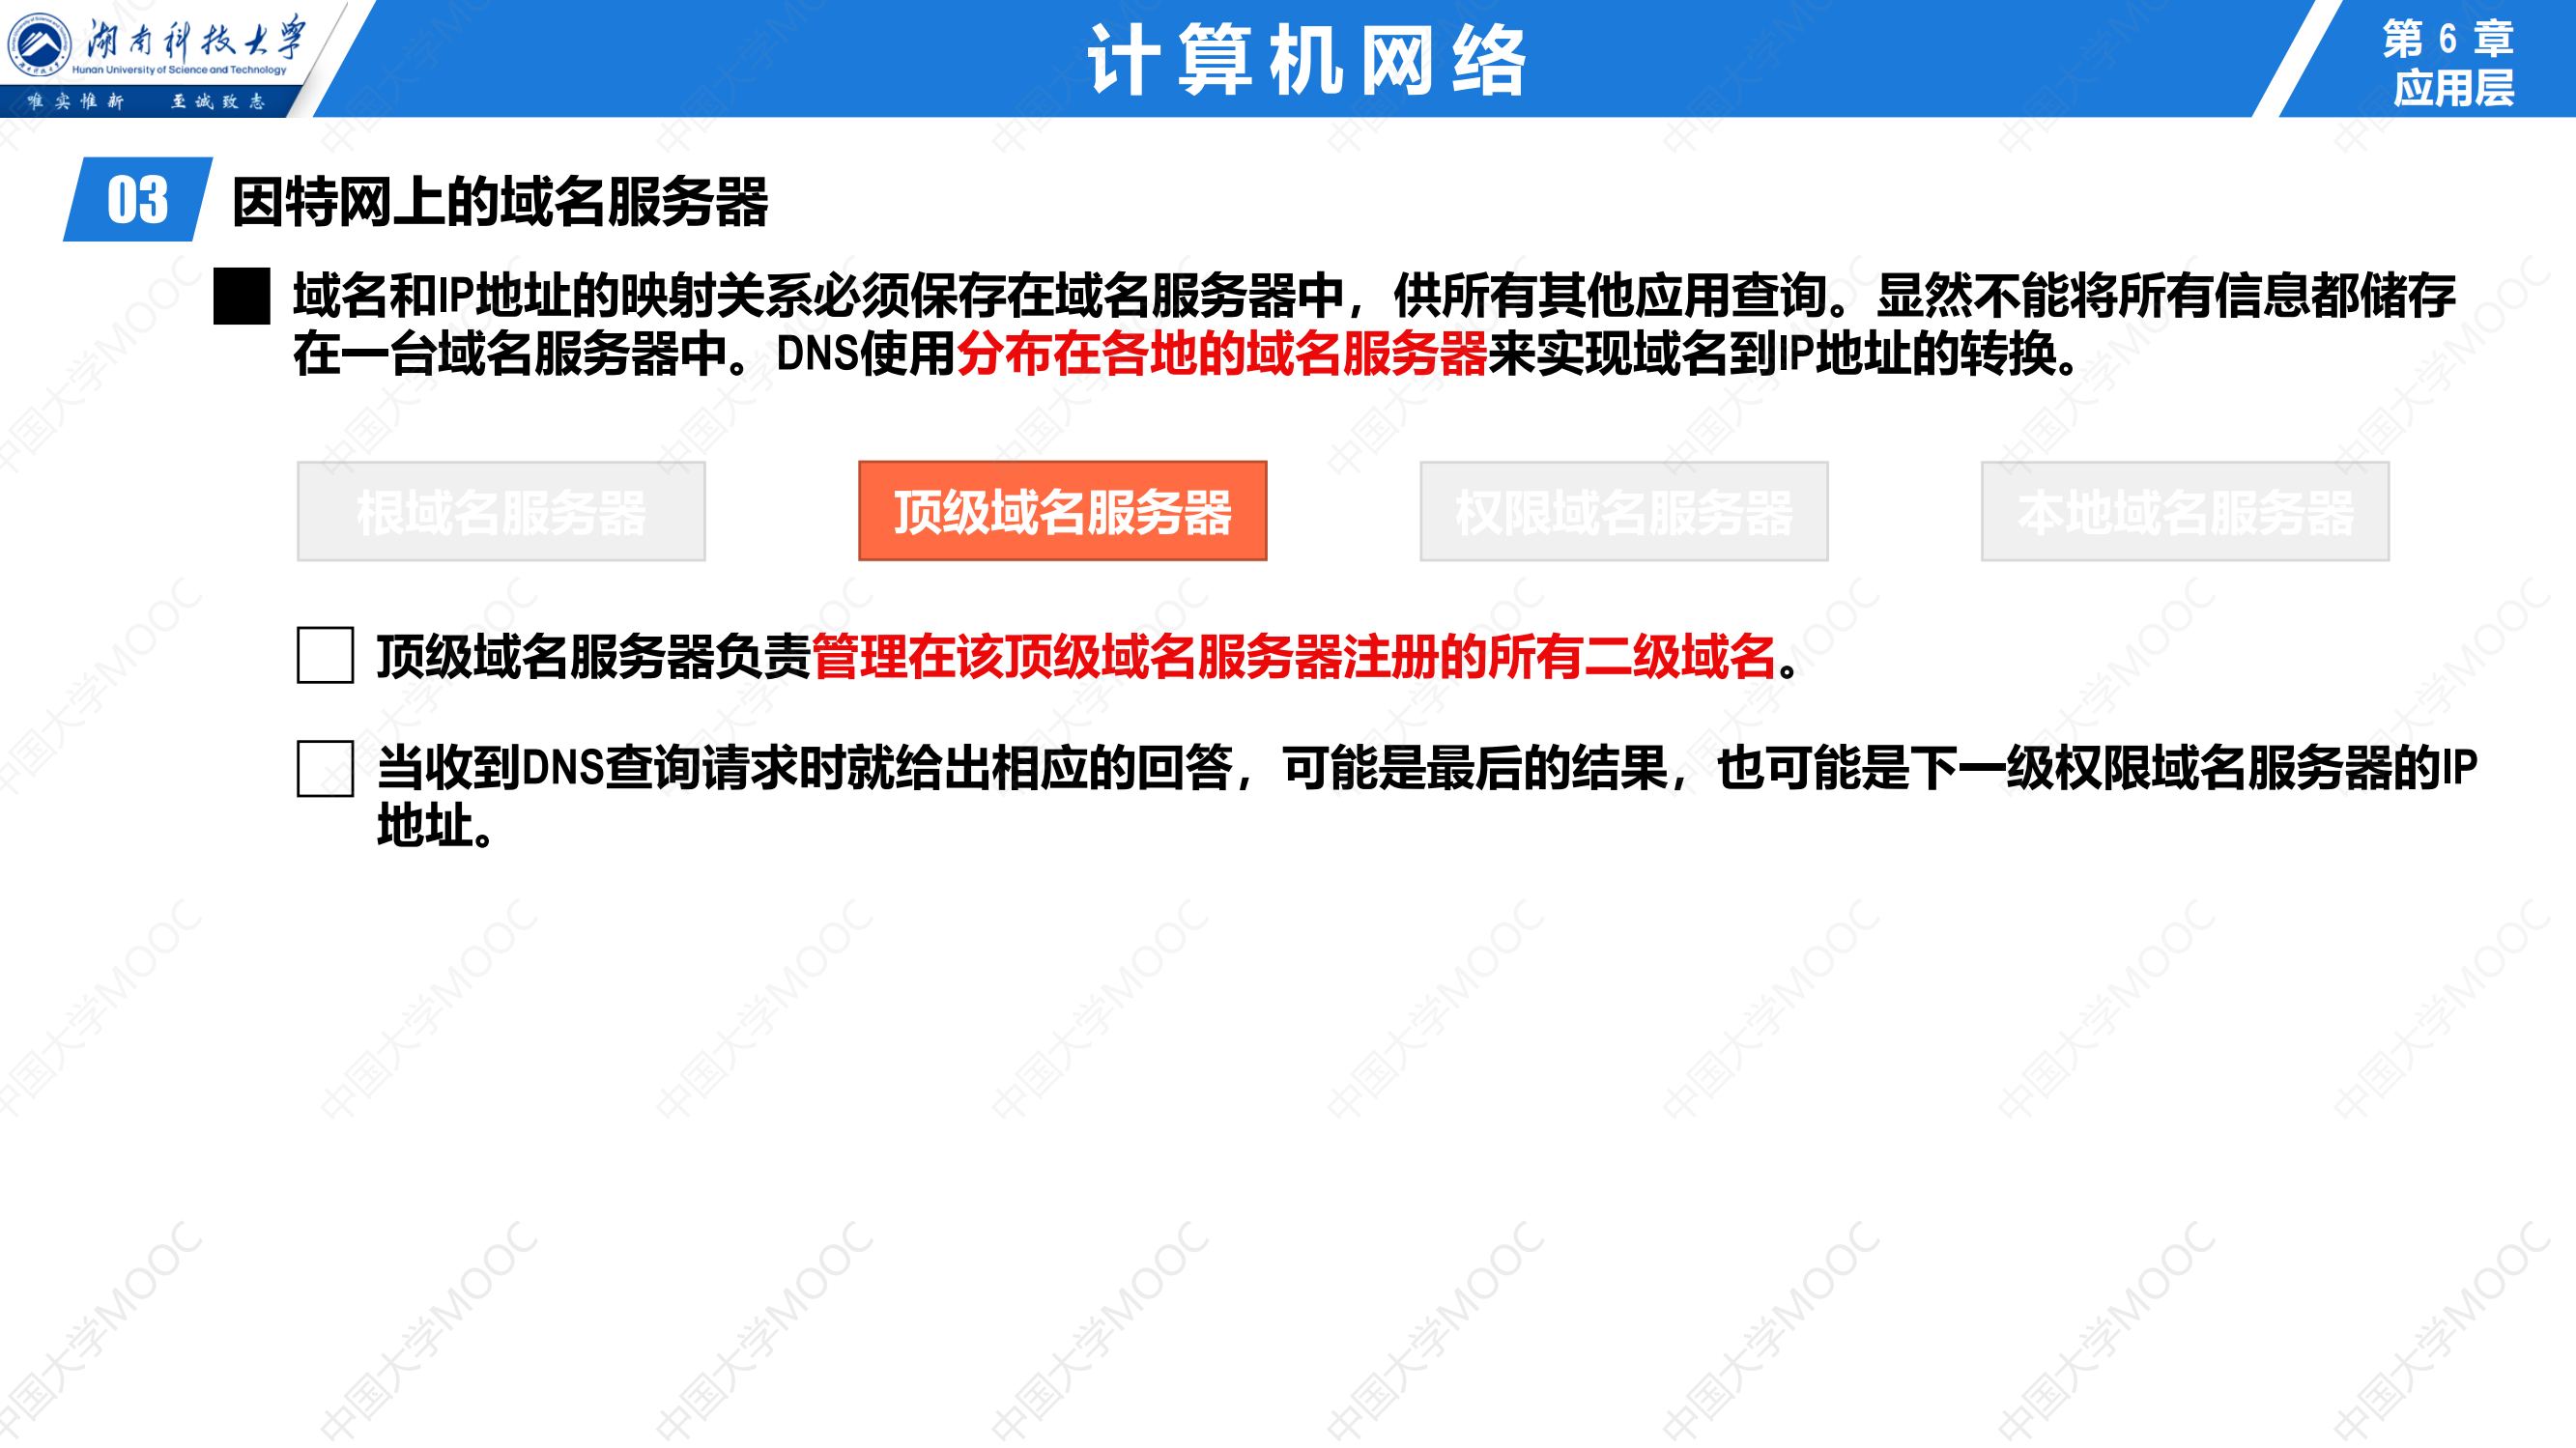 湖南科技大学
Hunan University of Science and Technology
唯实惟新 至诚致志
计算机网络
第 6 章
应用层
03
因特网上的域名服务器
域名和IP地址的映射关系必须保存在域名服务器中，供所有其他应用查询。显然不能将所有信息都储存
在一台域名服务器中。DNS使用分布在各地的域名服务器来实现域名到IP地址的转换。
根域名服务器
顶级域名服务器
权限域名服务器
本地域名服务器
顶级域名服务器负责管理在该顶级域名服务器注册的所有二级域名。
当收到DNS查询请求时就给出相应的回答，可能是最后的结果，也可能是下一级权限域名服务器的IP
地址。
中国大学MOOC